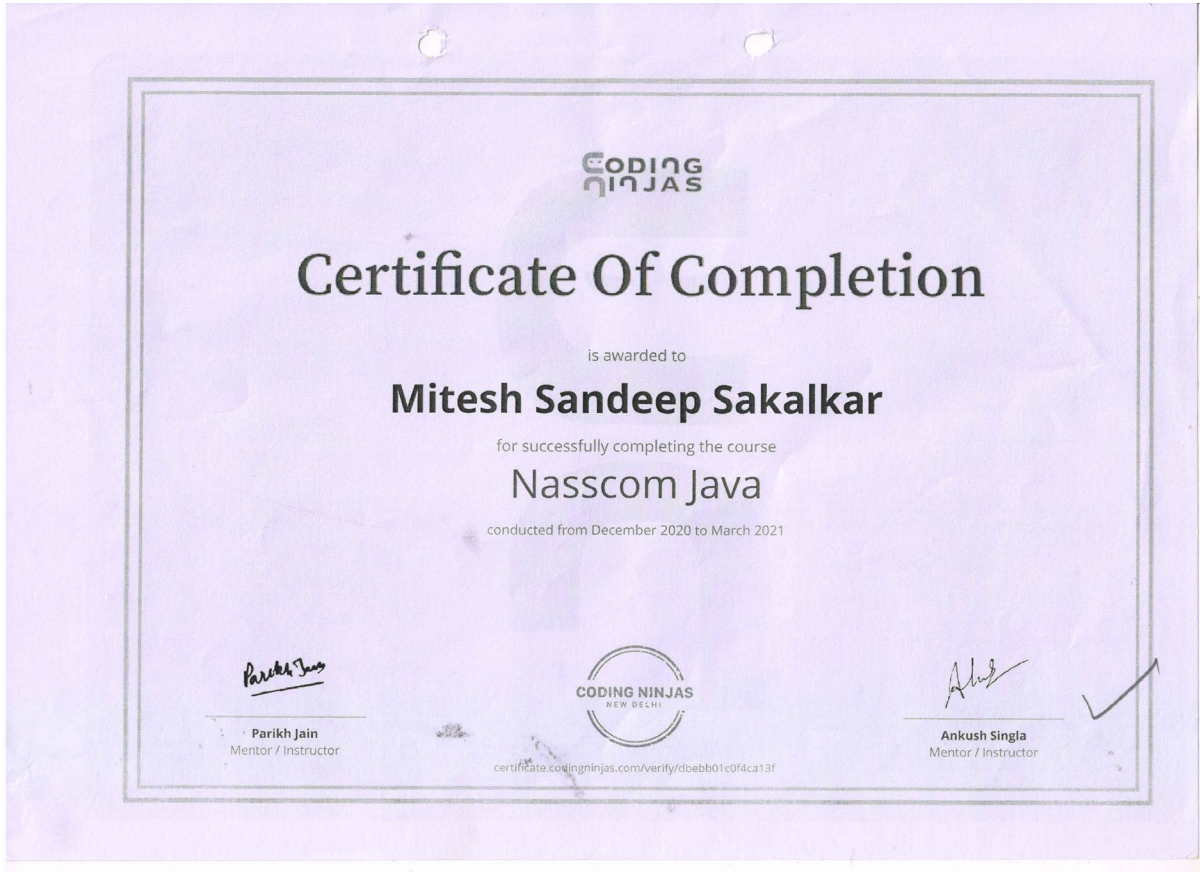 CODING
NINJAS
Certificate Of Completion
is awarded to
Mitesh Sandeep Sakalkar
for successfully completing the course
Nasscom Java
conducted from December 2020 to March 2021
Parikh Jain
Parikh Jain
Mentor / Instructor
CODING NINJAS
NEW DELHI
certificate.codingninjas.com/verify/dbebb01c0f4ca13f
Ankush Singla
Mentor / Instructor